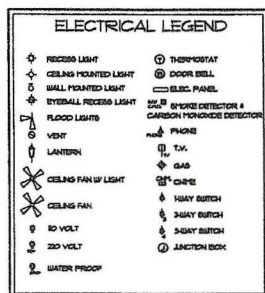 ELECTRICAL LEGEND
RECESS LIGHT
CEILING MOUNTED LIGHT
WALL MOUNTED LIGHT
EYEBALL RECESS LIGHT
FLOOD LIGHTS
VENT
LANTERN
CEILING FAN W/ LIGHT
CEILING FAN
110 VOLT
220 VOLT
WATER PROOF
THERMOSTAT
DOOR BELL
ELEC. PANEL
SMOKE DETECTOR &
CARBON MONOXIDE DETECTOR
PHONE
T.V.
GAS
CHIME
1-WAY SWITCH
2-WAY SWITCH
3-WAY SWITCH
JUNCTION BOX